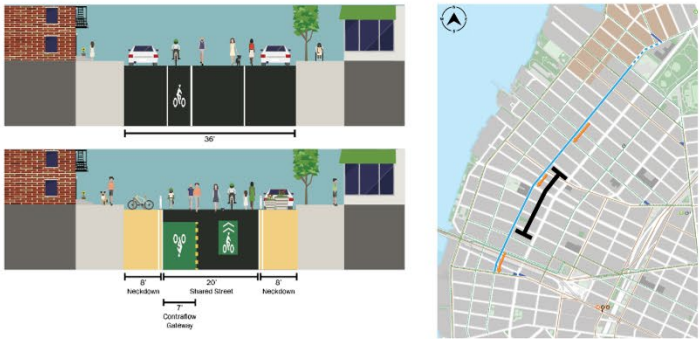 36'
8'
Neckdown
20'
Shared Street
8'
Neckdown
7'
Contraflow
Gateway